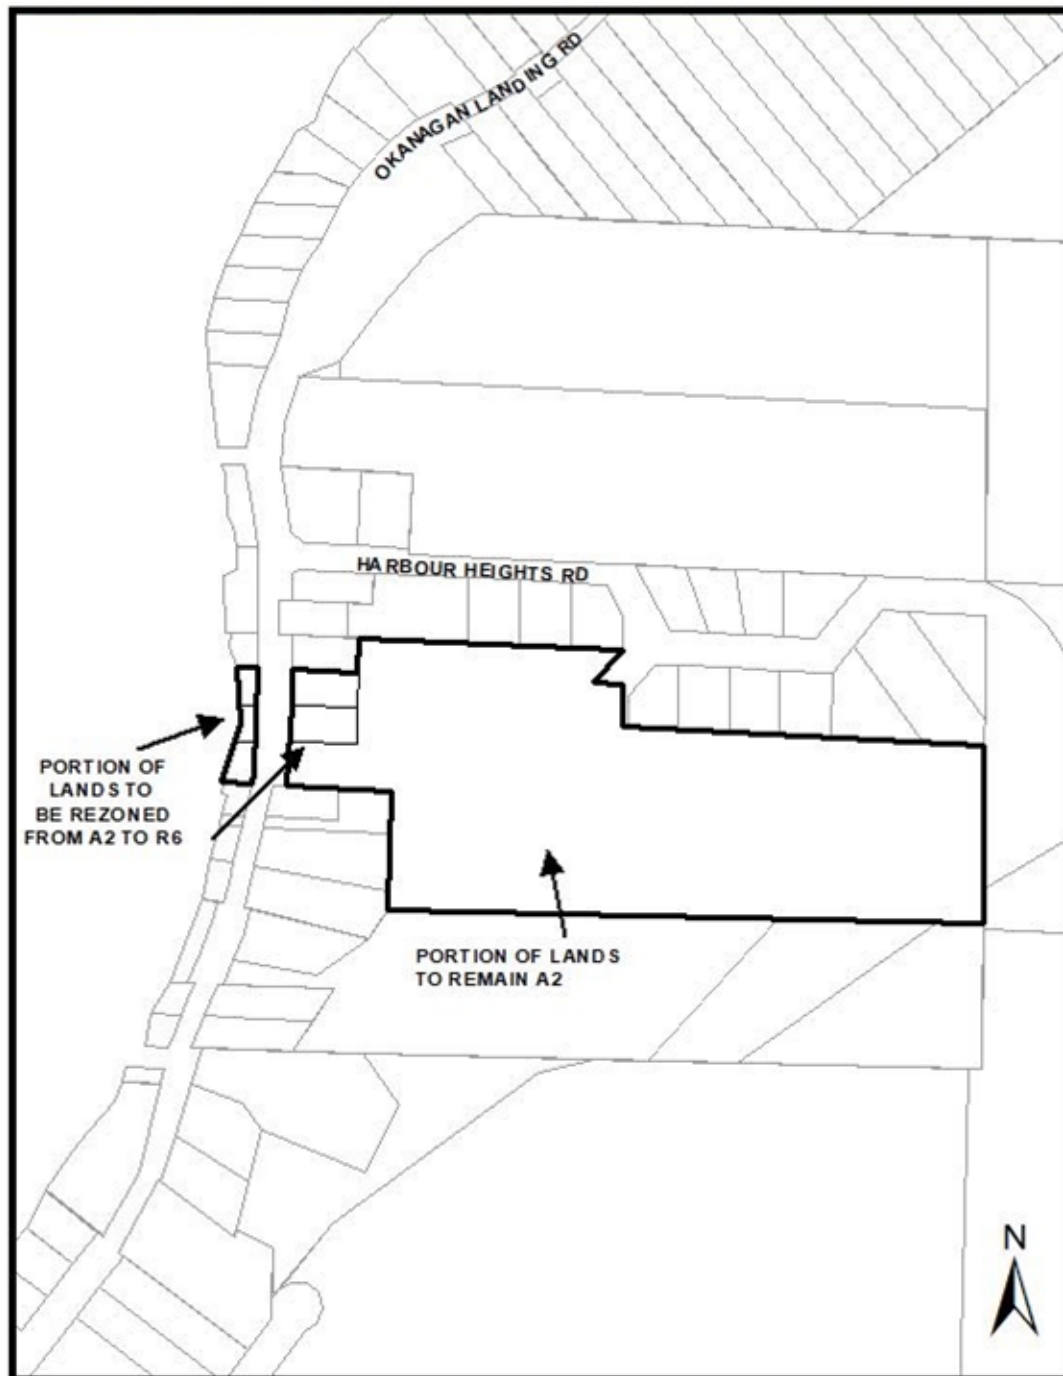 OKANAGAN LANDING RD
HARBOUR HEIGHTS RD
PORTION OF
LANDS TO
BE REZONED
FROM A2 TO R6
PORTION OF LANDS
TO REMAIN A2
N